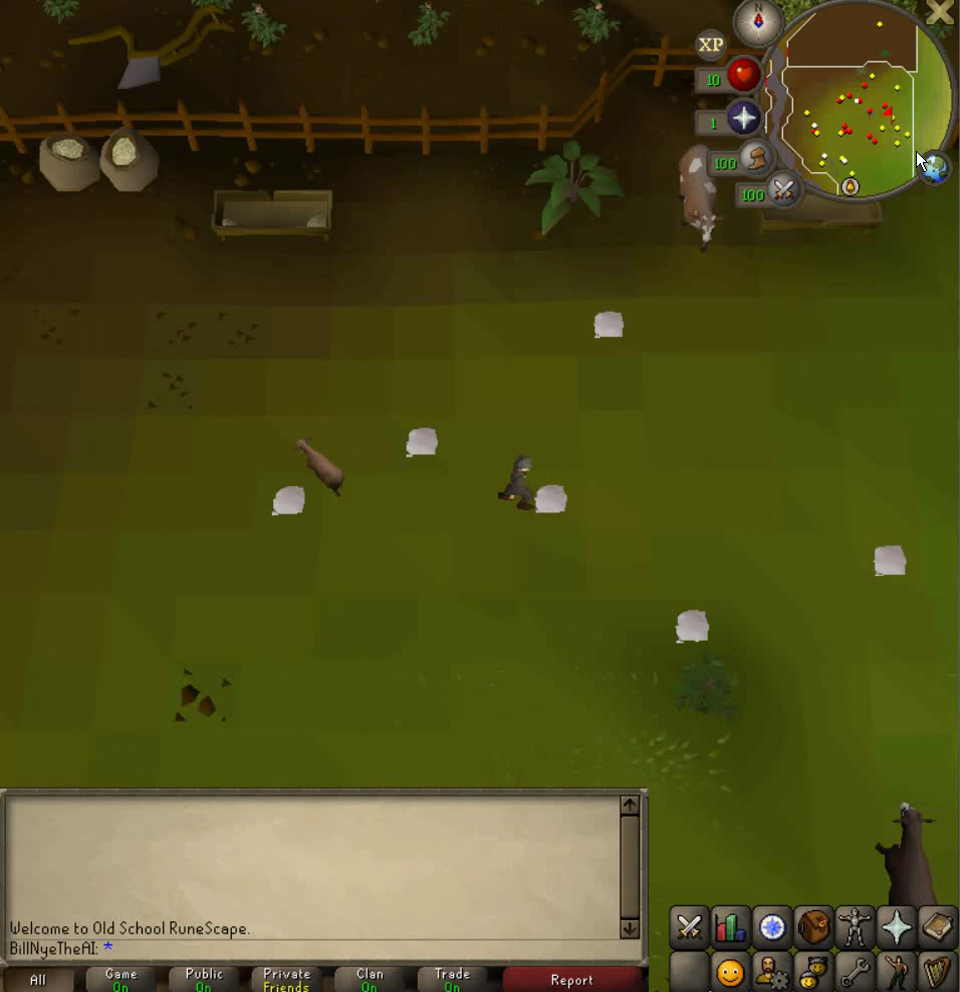 N
XP
10
1
100
100
Welcome to Old School RuneScape.
BillNyeTheAI: *
All
Game
On
Public
On
Private
Friends
Clan
On
Trade
On
Report